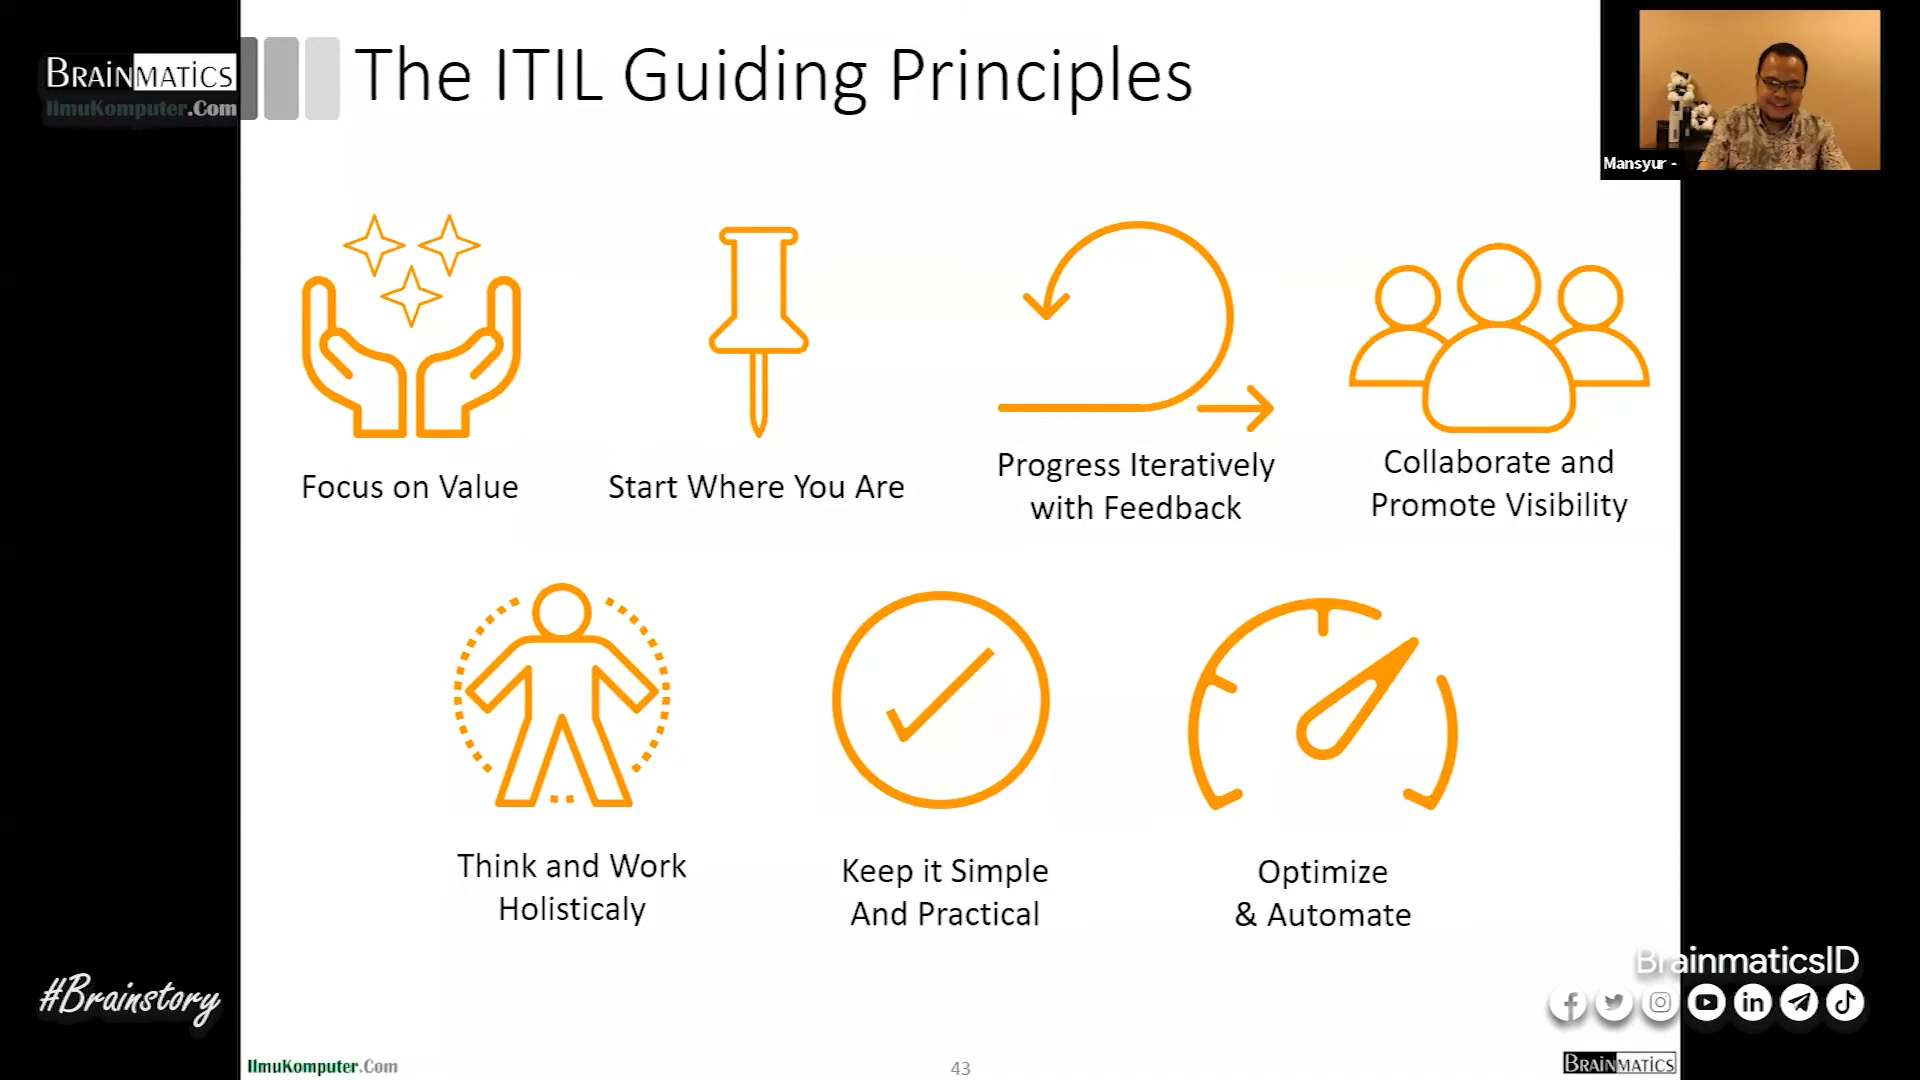 BRAINMATICS
IlmuKomputer.Com
The ITIL Guiding Principles
Mansyur -
Focus on Value
Start Where You Are
Progress Iteratively
with Feedback
Collaborate and
Promote Visibility
Think and Work
Holisticaly
Keep it Simple
And Practical
Optimize
& Automate
#Brainstory
BrainmaticsID
IlmuKomputer.Com
43
BRAINMATICS